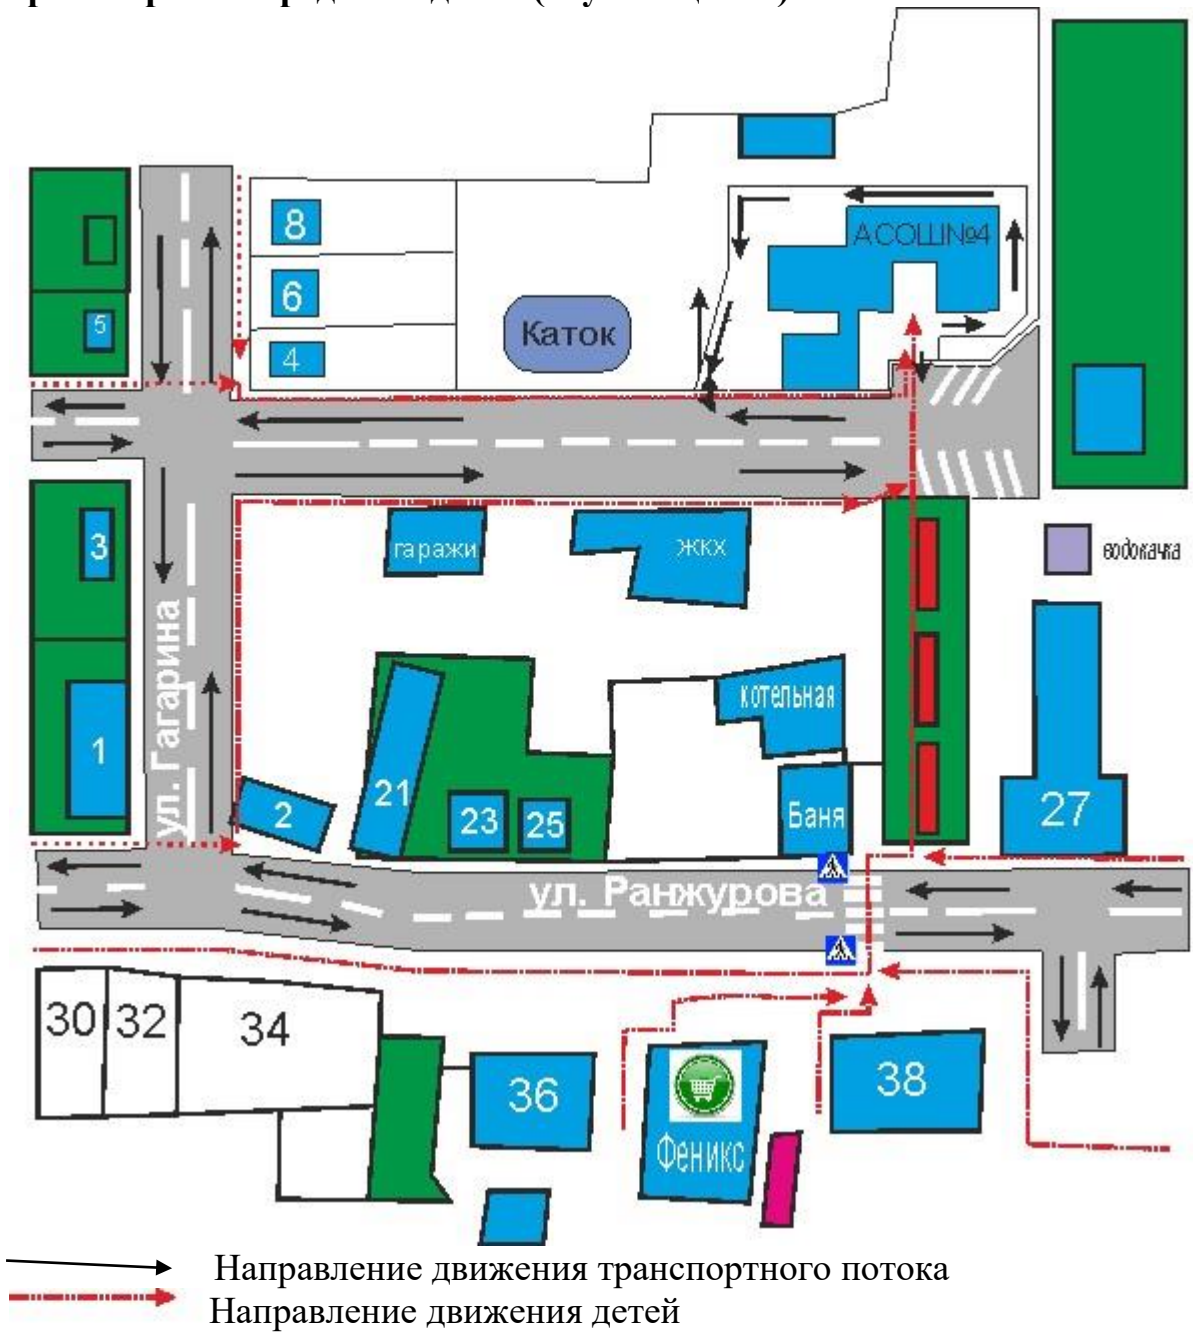 8
АСОШ№4
6
5
Каток
4
3
гаражи
жкх
водокачка
ул. Гагарина
котельная
1
21
2
23
25
Баня
27
ул. Ранжурова
30
32
34
36
38
Феникс
Направление движения транспортного потока
Направление движения детей